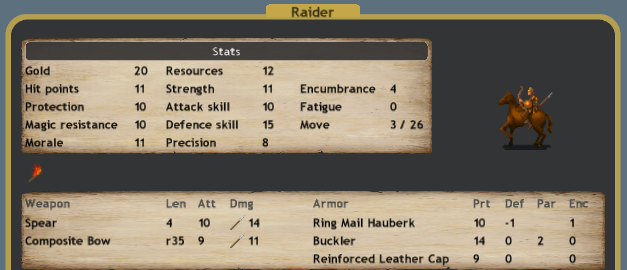 Raider
Stats
Gold 20 Resources 12
Hit points 11 Strength 11 Encumbrance 4
Protection 10 Attack skill 10 Fatigue 0
Magic resistance 10 Defence skill 15 Move 3 / 26
Morale 11 Precision 8
Weapon Len Att Dmg Armor Prt Def Par Enc
Spear 4 10 14 Ring Mail Hauberk 10 -1 1
Composite Bow r35 9 11 Buckler 14 0 2 0
Reinforced Leather Cap 9 0 0